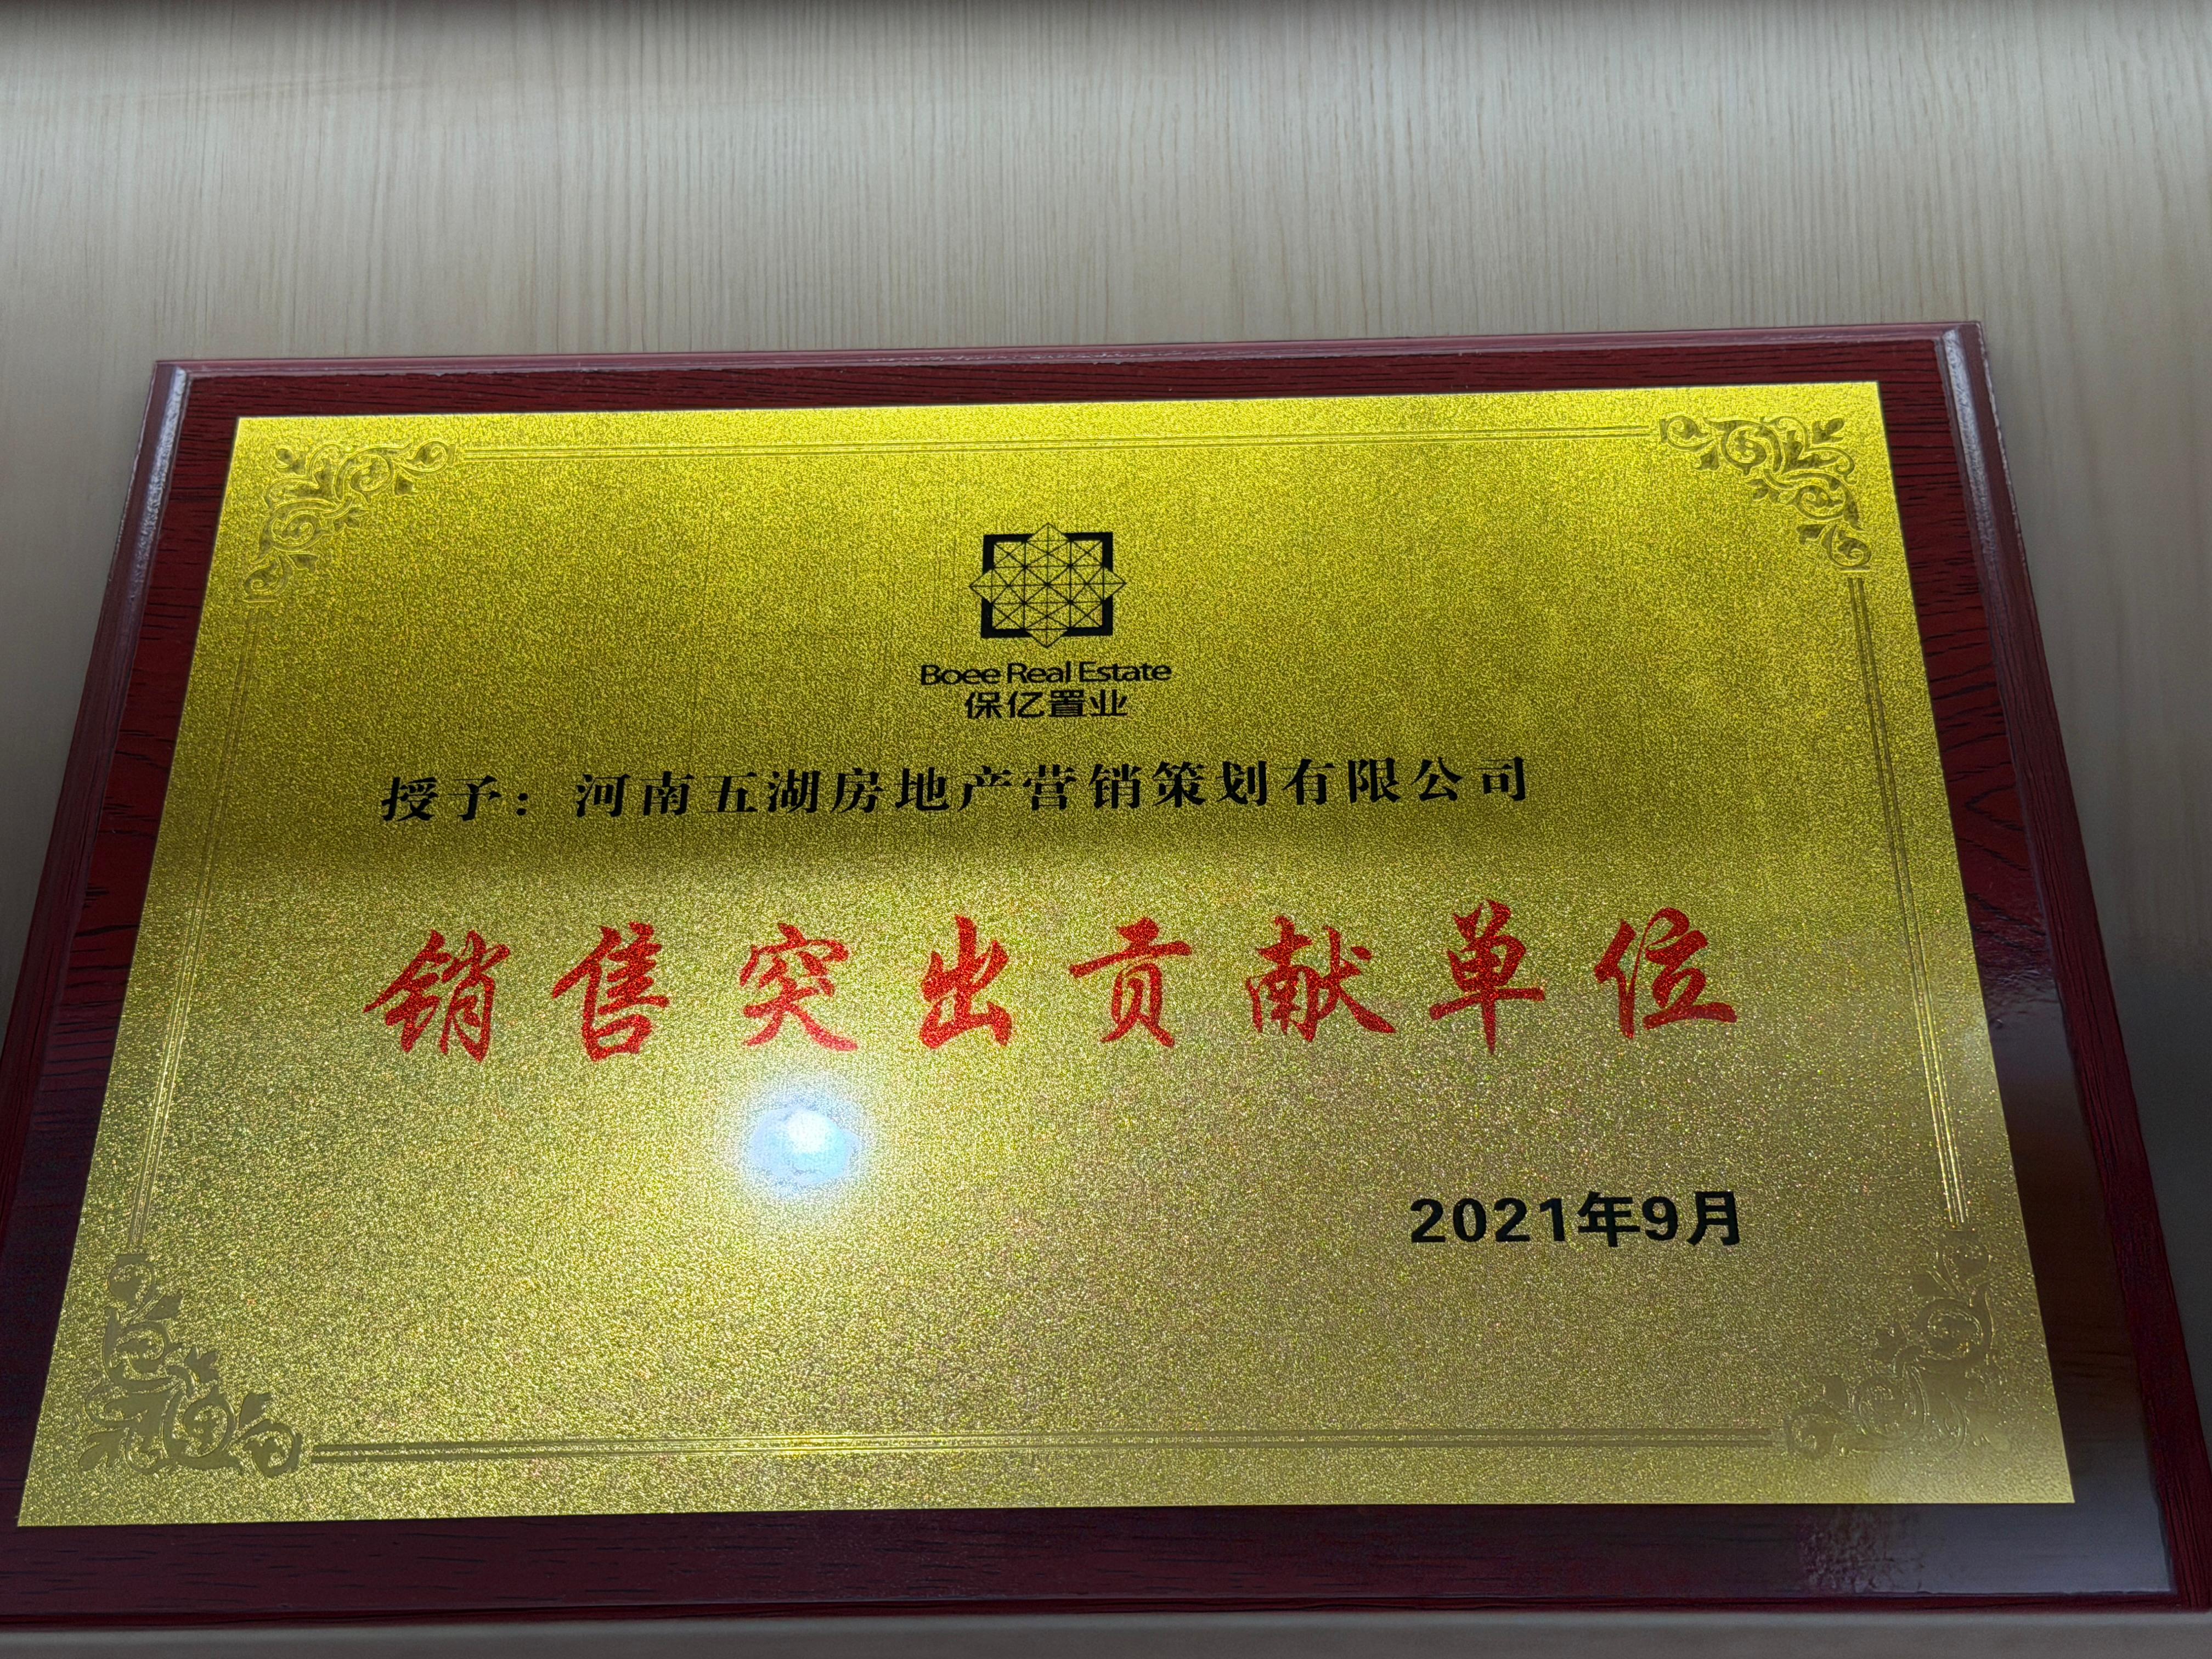 Boee Real Estate
保亿置业
授予：河南五湖房地产营销策划有限公司
销售突出贡献单位
2021年9月